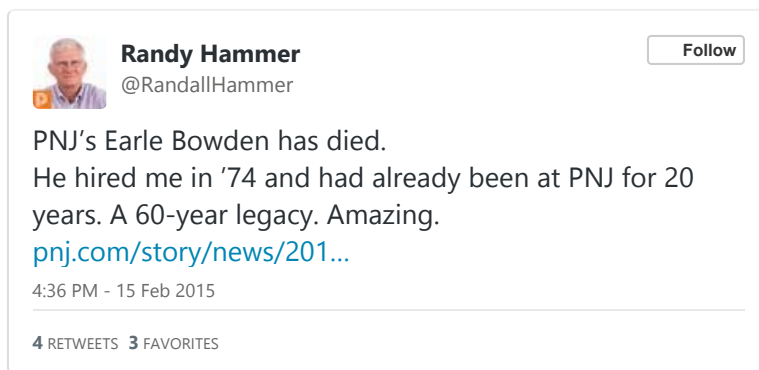 Randy Hammer
Follow
@RandallHammer
PNJ’s Earle Bowden has died.
He hired me in ’74 and had already been at PNJ for 20
years. A 60-year legacy. Amazing.
pnj.com/story/news/201...
4:36 PM - 15 Feb 2015
4 RETWEETS 3 FAVORITES